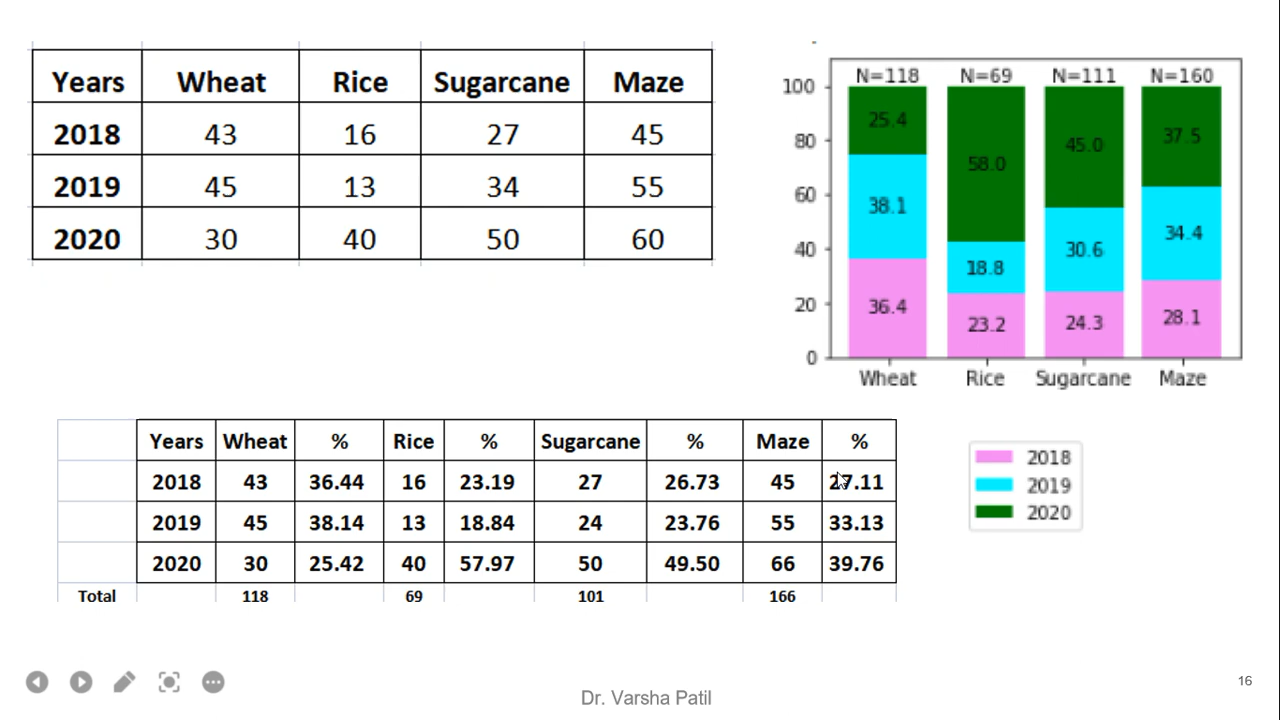 Years Wheat Rice Sugarcane Maze
2018 43 16 27 45
2019 45 13 34 55
2020 30 40 50 60
N=118 N=69 N=111 N=160
100
80
60
40
20
0
25.4 58.0 45.0 37.5
38.1 18.8 30.6 34.4
36.4 23.2 24.3 28.1
Wheat Rice Sugarcane Maze
Years Wheat % Rice % Sugarcane % Maze %
2018 43 36.44 16 23.19 27 26.73 45 27.11
2019 45 38.14 13 18.84 24 23.76 55 33.13
2020 30 25.42 40 57.97 50 49.50 66 39.76
Total 118 69 101 166
2018
2019
2020
16
Dr. Varsha Patil